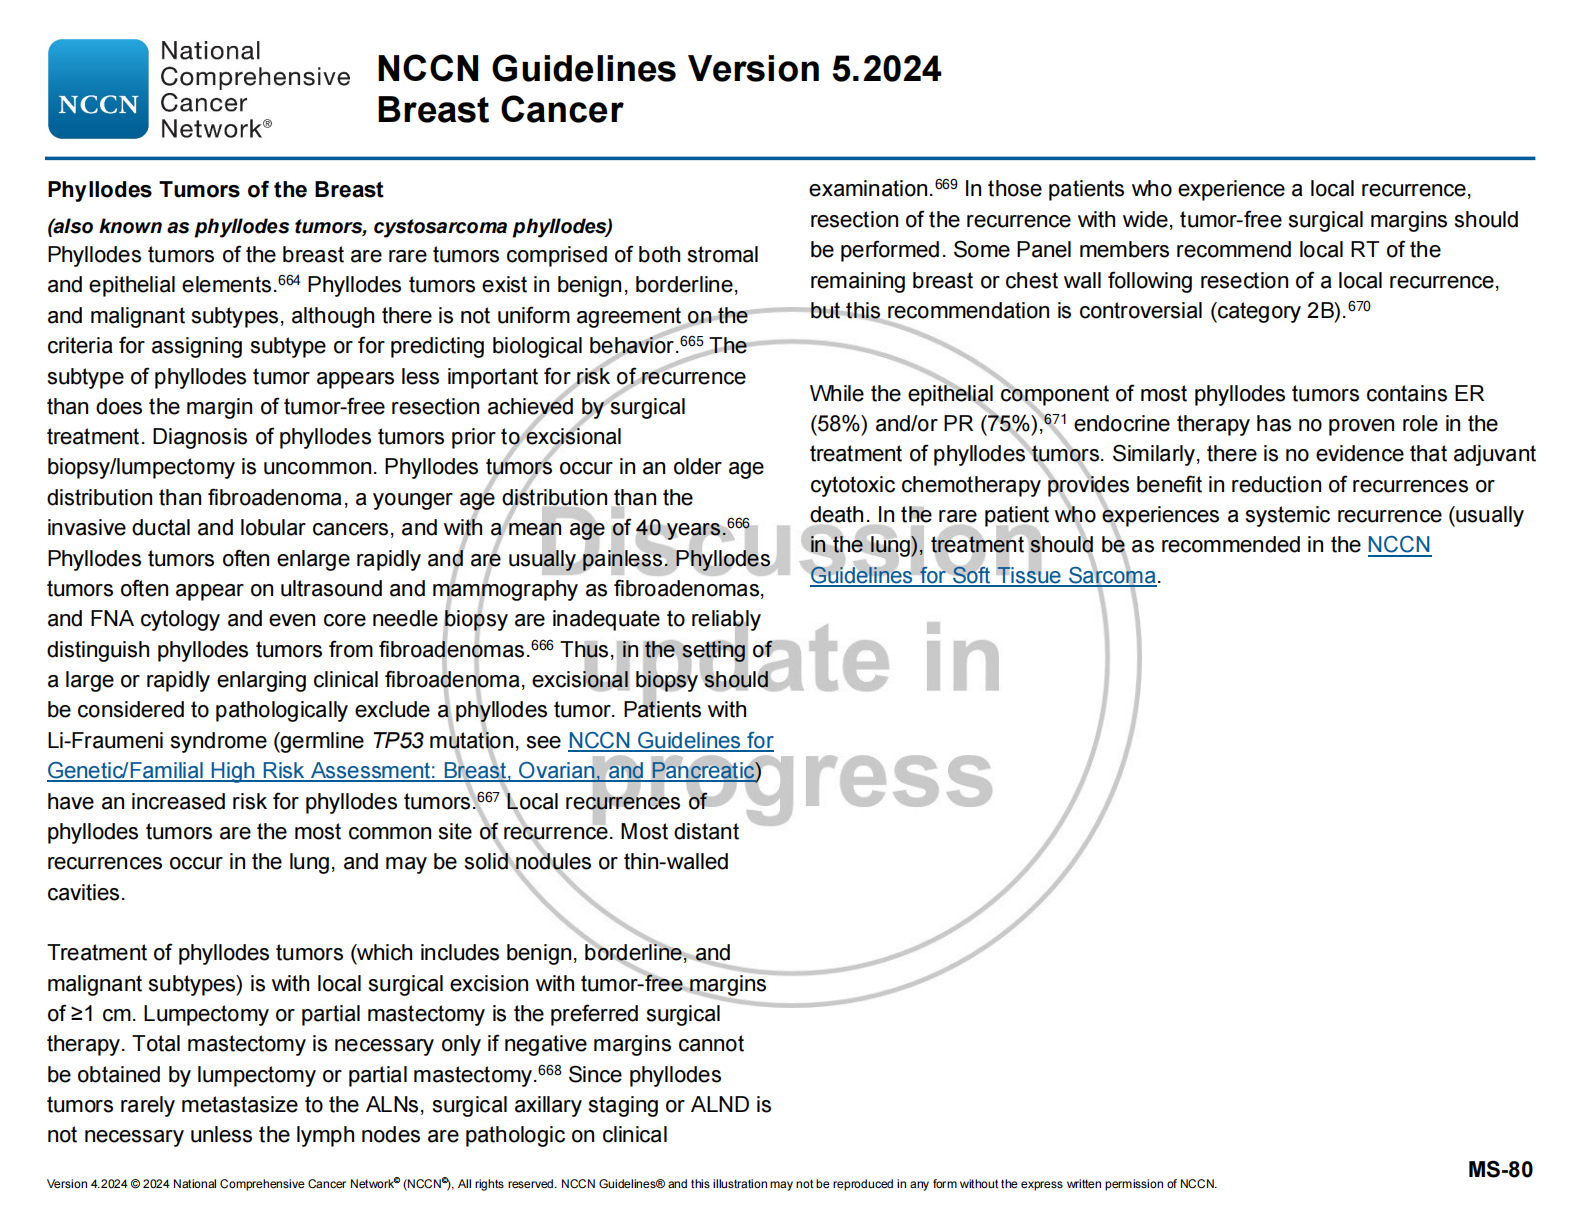 NCCN
National
Comprehensive
Cancer
Network®
NCCN Guidelines Version 5.2024
Breast Cancer
Phyllodes Tumors of the Breast
(also known as phyllodes tumors, cystosarcoma phyllodes)
Phyllodes tumors of the breast are rare tumors comprised of both stromal
and epithelial elements.664 Phyllodes tumors exist in benign, borderline,
and malignant subtypes, although there is not uniform agreement on the
criteria for assigning subtype or for predicting biological behavior.665 The
subtype of phyllodes tumor appears less important for risk of recurrence
than does the margin of tumor-free resection achieved by surgical
treatment. Diagnosis of phyllodes tumors prior to excisional
biopsy/lumpectomy is uncommon. Phyllodes tumors occur in an older age
distribution than fibroadenoma, a younger age distribution than the
invasive ductal and lobular cancers, and with a mean age of 40 years.666
Phyllodes tumors often enlarge rapidly and are usually painless. Phyllodes
tumors often appear on ultrasound and mammography as fibroadenomas,
and FNA cytology and even core needle biopsy are inadequate to reliably
distinguish phyllodes tumors from fibroadenomas.666 Thus, in the setting of
a large or rapidly enlarging clinical fibroadenoma, excisional biopsy should
be considered to pathologically exclude a phyllodes tumor. Patients with
Li-Fraumeni syndrome (germline TP53 mutation, see NCCN Guidelines for
Genetic/Familial High Risk Assessment: Breast, Ovarian, and Pancreatic)
have an increased risk for phyllodes tumors.667 Local recurrences of
phyllodes tumors are the most common site of recurrence. Most distant
recurrences occur in the lung, and may be solid nodules or thin-walled
cavities.
Treatment of phyllodes tumors (which includes benign, borderline, and
malignant subtypes) is with local surgical excision with tumor-free margins
of ≥1 cm. Lumpectomy or partial mastectomy is the preferred surgical
therapy. Total mastectomy is necessary only if negative margins cannot
be obtained by lumpectomy or partial mastectomy.668 Since phyllodes
tumors rarely metastasize to the ALNs, surgical axillary staging or ALND is
not necessary unless the lymph nodes are pathologic on clinical
examination.669 In those patients who experience a local recurrence,
resection of the recurrence with wide, tumor-free surgical margins should
be performed. Some Panel members recommend local RT of the
remaining breast or chest wall following resection of a local recurrence,
but this recommendation is controversial (category 2B).670
While the epithelial component of most phyllodes tumors contains ER
(58%) and/or PR (75%),671 endocrine therapy has no proven role in the
treatment of phyllodes tumors. Similarly, there is no evidence that adjuvant
cytotoxic chemotherapy provides benefit in reduction of recurrences or
death. In the rare patient who experiences a systemic recurrence (usually
in the lung), treatment should be as recommended in the NCCN
Guidelines for Soft Tissue Sarcoma.
Discussion
update in
progress
MS-80
Version 4.2024 © 2024 National Comprehensive Cancer Network© (NCCN©), All rights reserved. NCCN Guidelines® and this illustration may not be reproduced in any form without the express written permission of NCCN.